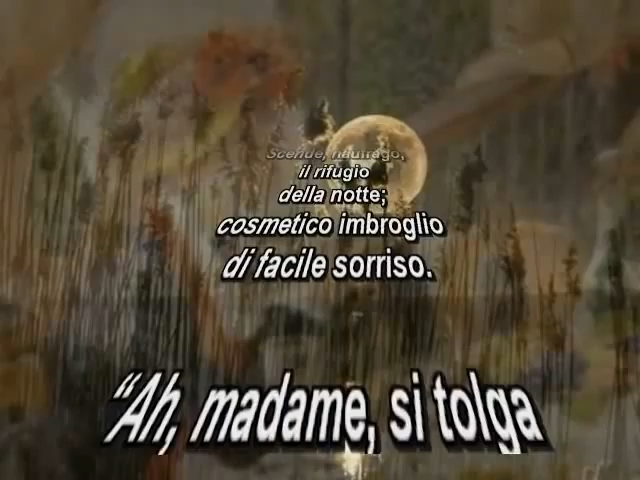 Scende, naufrago,
il rifugio
della notte;
cosmetico imbroglio
di facile sorriso.
“Ah, madame, si tolga